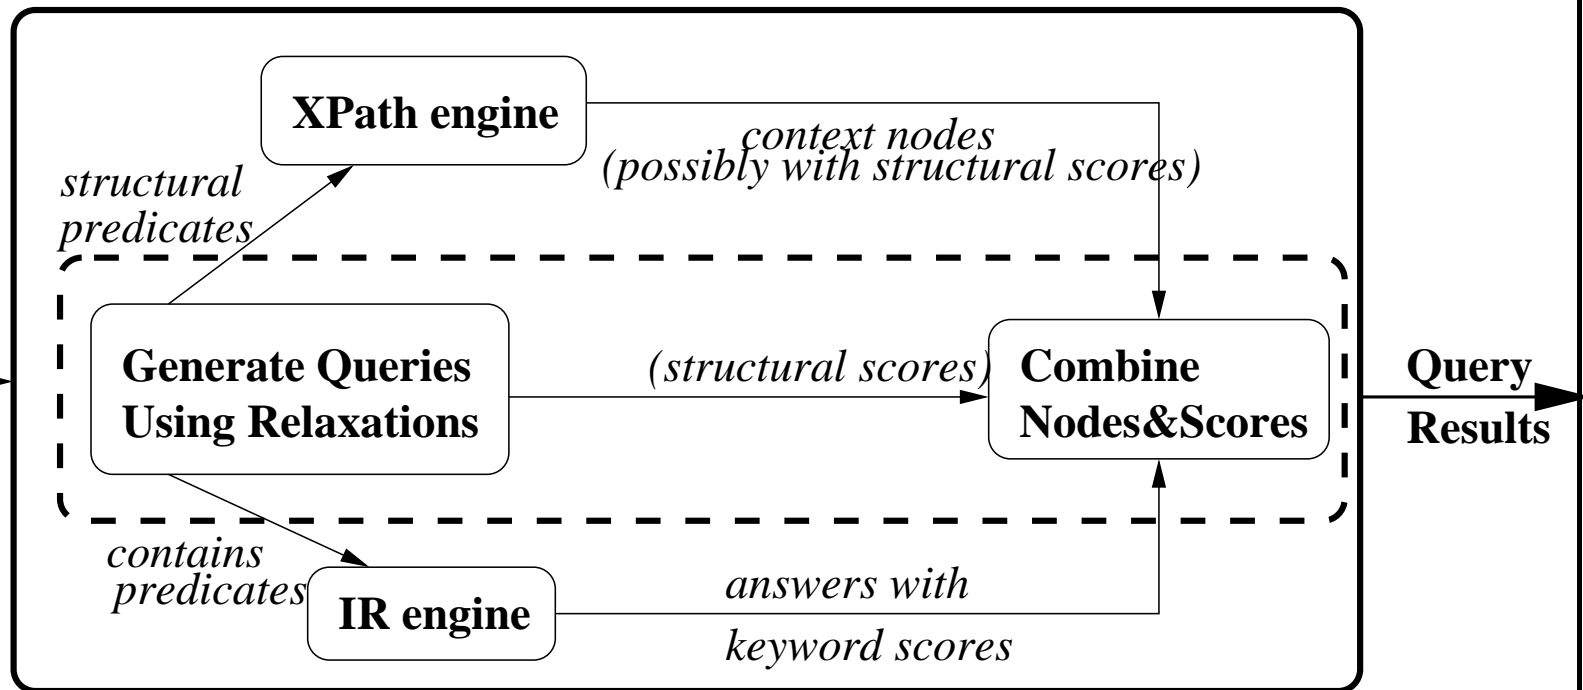 XPath engine
context nodes
(possibly with structural scores)
structural
predicates
Generate Queries
Using Relaxations
(structural scores)
Combine
Nodes&Scores
Query
Results
contains
predicates
IR engine
answers with
keyword scores